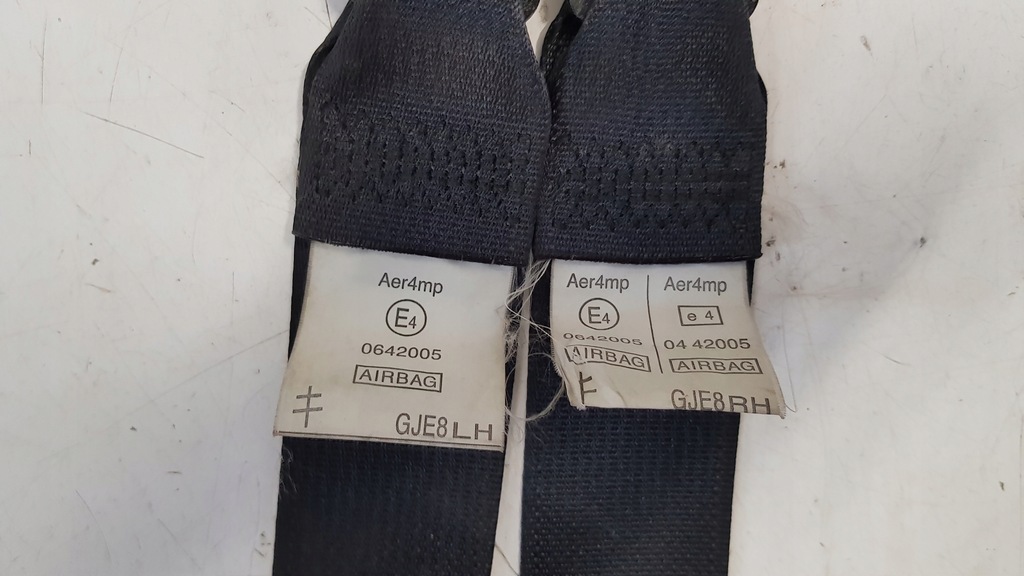 Aer4mp
E4
0642005
AIRBAG
GJE8LH
Aer4mp
E4
0642005
AIRBAG
Aer4mp
e 4
04 42005
AIRBAG
GJE8RH